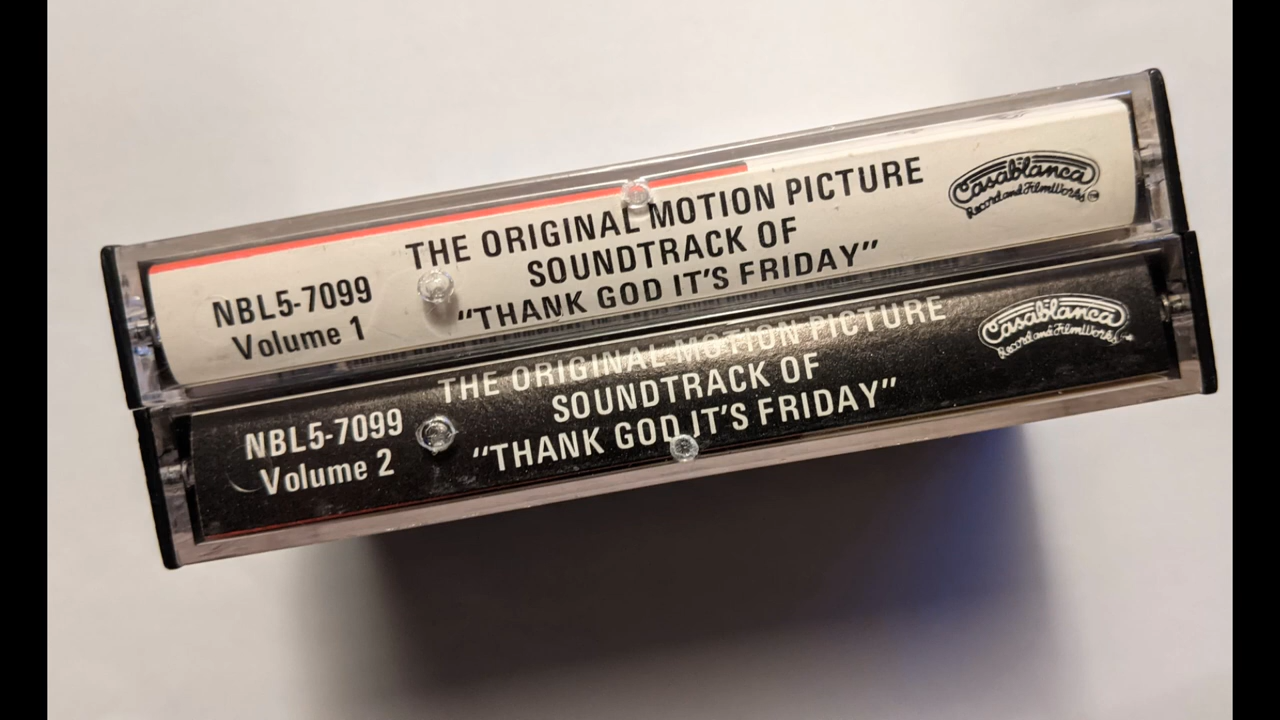 NBL5-7099
Volume 1
THE ORIGINAL MOTION PICTURE
SOUNDTRACK OF
“THANK GOD IT'S FRIDAY”
Casablanca
Record and FilmWorks
NBL5-7099
Volume 2
THE ORIGINAL MOTION PICTURE
SOUNDTRACK OF
“THANK GOD IT'S FRIDAY”
Casablanca
Record and FilmWorks